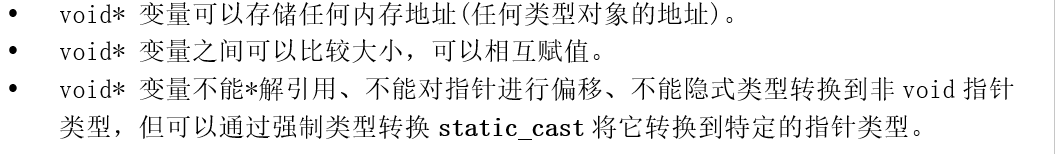 • void* 变量可以存储任何内存地址(任何类型对象的地址)。
• void* 变量之间可以比较大小，可以相互赋值。
• void* 变量不能*解引用、不能对指针进行偏移、不能隐式类型转换到非 void 指针
类型，但可以通过强制类型转换 static_cast 将它转换到特定的指针类型。